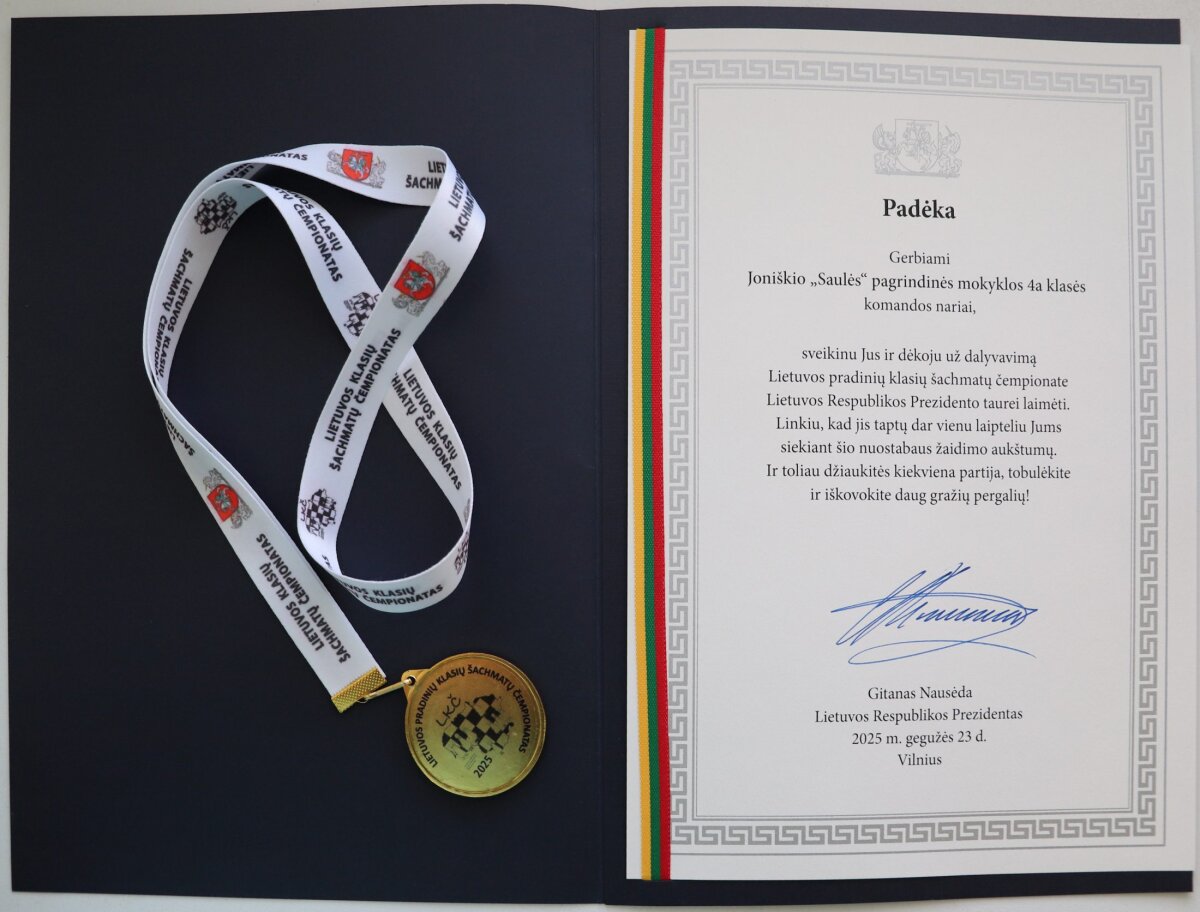 LIETUVOS KLASIŲ
ŠACHMATŲ ČEMPIONATAS
LIETUVOS KLASIŲ
ŠACHMATŲ ČEMPIONATAS
LIETUVOS KLASIŲ
LKČ
LIETUVOS KLASIŲ
ŠACHMATŲ ČEMPIONATAS
LIETUVOS PRADINIŲ KLASIŲ ŠACHMATŲ ČEMPIONATAS
LKČ
2025
Padėka
Gerbiami
Joniškio „Saulės“ pagrindinės mokyklos 4a klasės
komandos nariai,
sveikinu Jus ir dėkoju už dalyvavimą
Lietuvos pradinių klasių šachmatų čempionate
Lietuvos Respublikos Prezidento taurei laimėti.
Linkiu, kad jis taptų dar vienu laipteliu Jums
siekiant šio nuostabaus žaidimo aukštumų.
Ir toliau džiaukitės kiekviena partija, tobulėkite
ir iškovokite daug gražių pergalių!
Gitanas Nausėda
Lietuvos Respublikos Prezidentas
2025 m. gegužės 23 d.
Vilnius